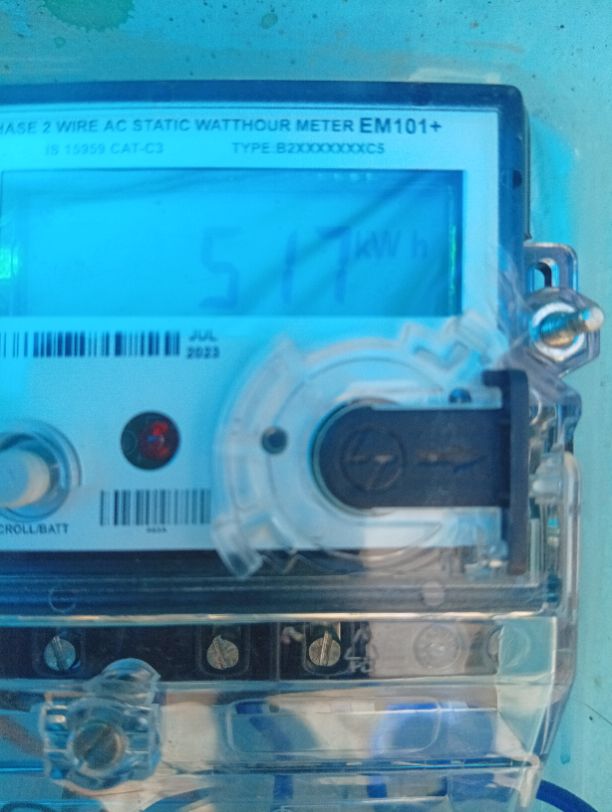 HASE 2 WIRE AC STATIC WATTHOUR METER EM101+
IS 15959 CAT-C3 TYPE:B2XXXXXXXC5
517 kWh
JUL
2023
CROLL/BATT